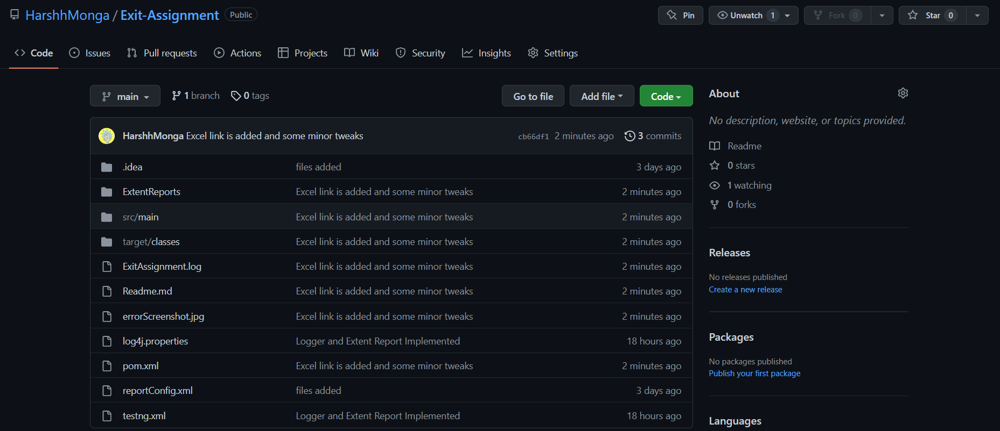 HarshhMonga / Exit-Assignment Public Pin Unwatch 1 Fork 0 Star 0
Code Issues Pull requests Actions Projects Wiki Security Insights Settings
main 1 branch 0 tags Go to file Add file Code
HarshhMonga Excel link is added and some minor tweaks cb66df1 2 minutes ago 3 commits
.idea files added 3 days ago
ExtentReports Excel link is added and some minor tweaks 2 minutes ago
src/main Excel link is added and some minor tweaks 2 minutes ago
target/classes Excel link is added and some minor tweaks 2 minutes ago
ExitAssignment.log Excel link is added and some minor tweaks 2 minutes ago
Readme.md Excel link is added and some minor tweaks 2 minutes ago
errorScreenshot.jpg Excel link is added and some minor tweaks 2 minutes ago
log4j.properties Logger and Extent Report Implemented 18 hours ago
pom.xml Excel link is added and some minor tweaks 2 minutes ago
reportConfig.xml files added 3 days ago
testng.xml Logger and Extent Report Implemented 18 hours ago
About
No description, website, or topics provided.
Readme
0 stars
1 watching
0 forks
Releases
No releases published
Create a new release
Packages
No packages published
Publish your first package
Languages